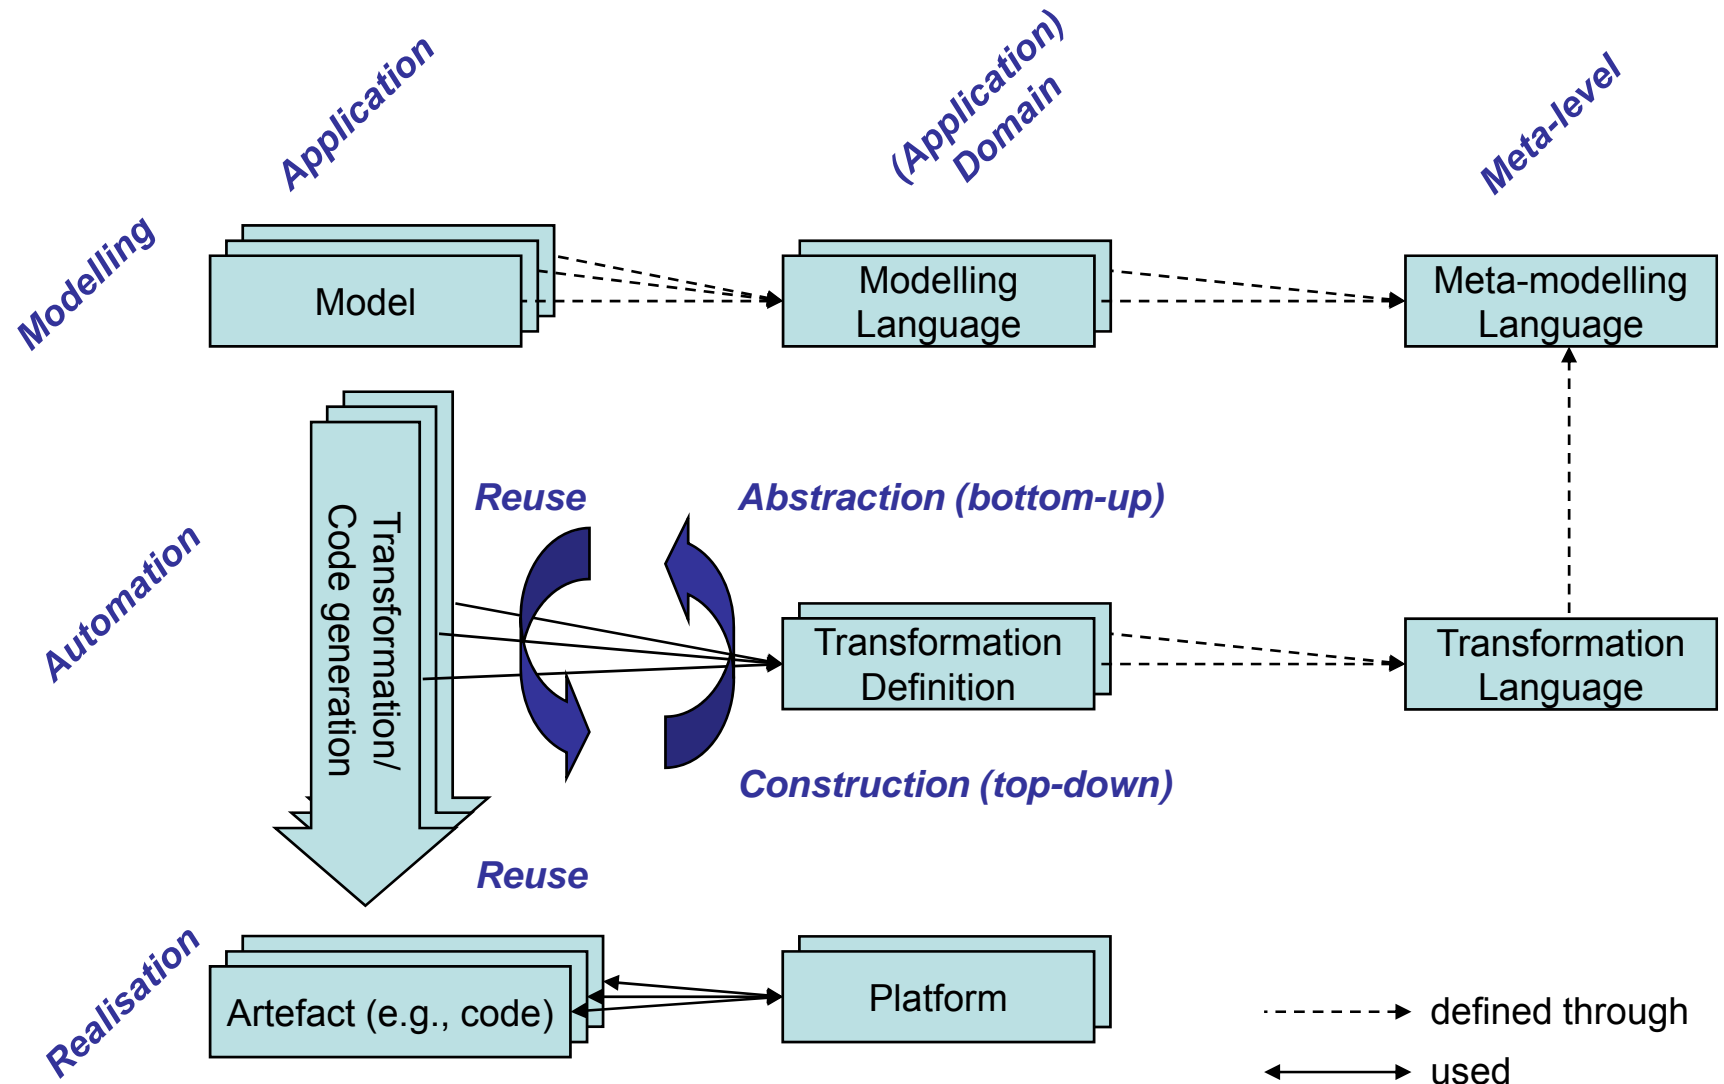 Application
(Application)
Domain
Meta-level
Modelling
Model
Modelling
Language
Meta-modelling
Language
Automation
Transformation/
Code generation
Reuse
Abstraction (bottom-up)
Transformation
Definition
Transformation
Language
Construction (top-down)
Reuse
Realisation
Artefact (e.g., code)
Platform
defined through
used